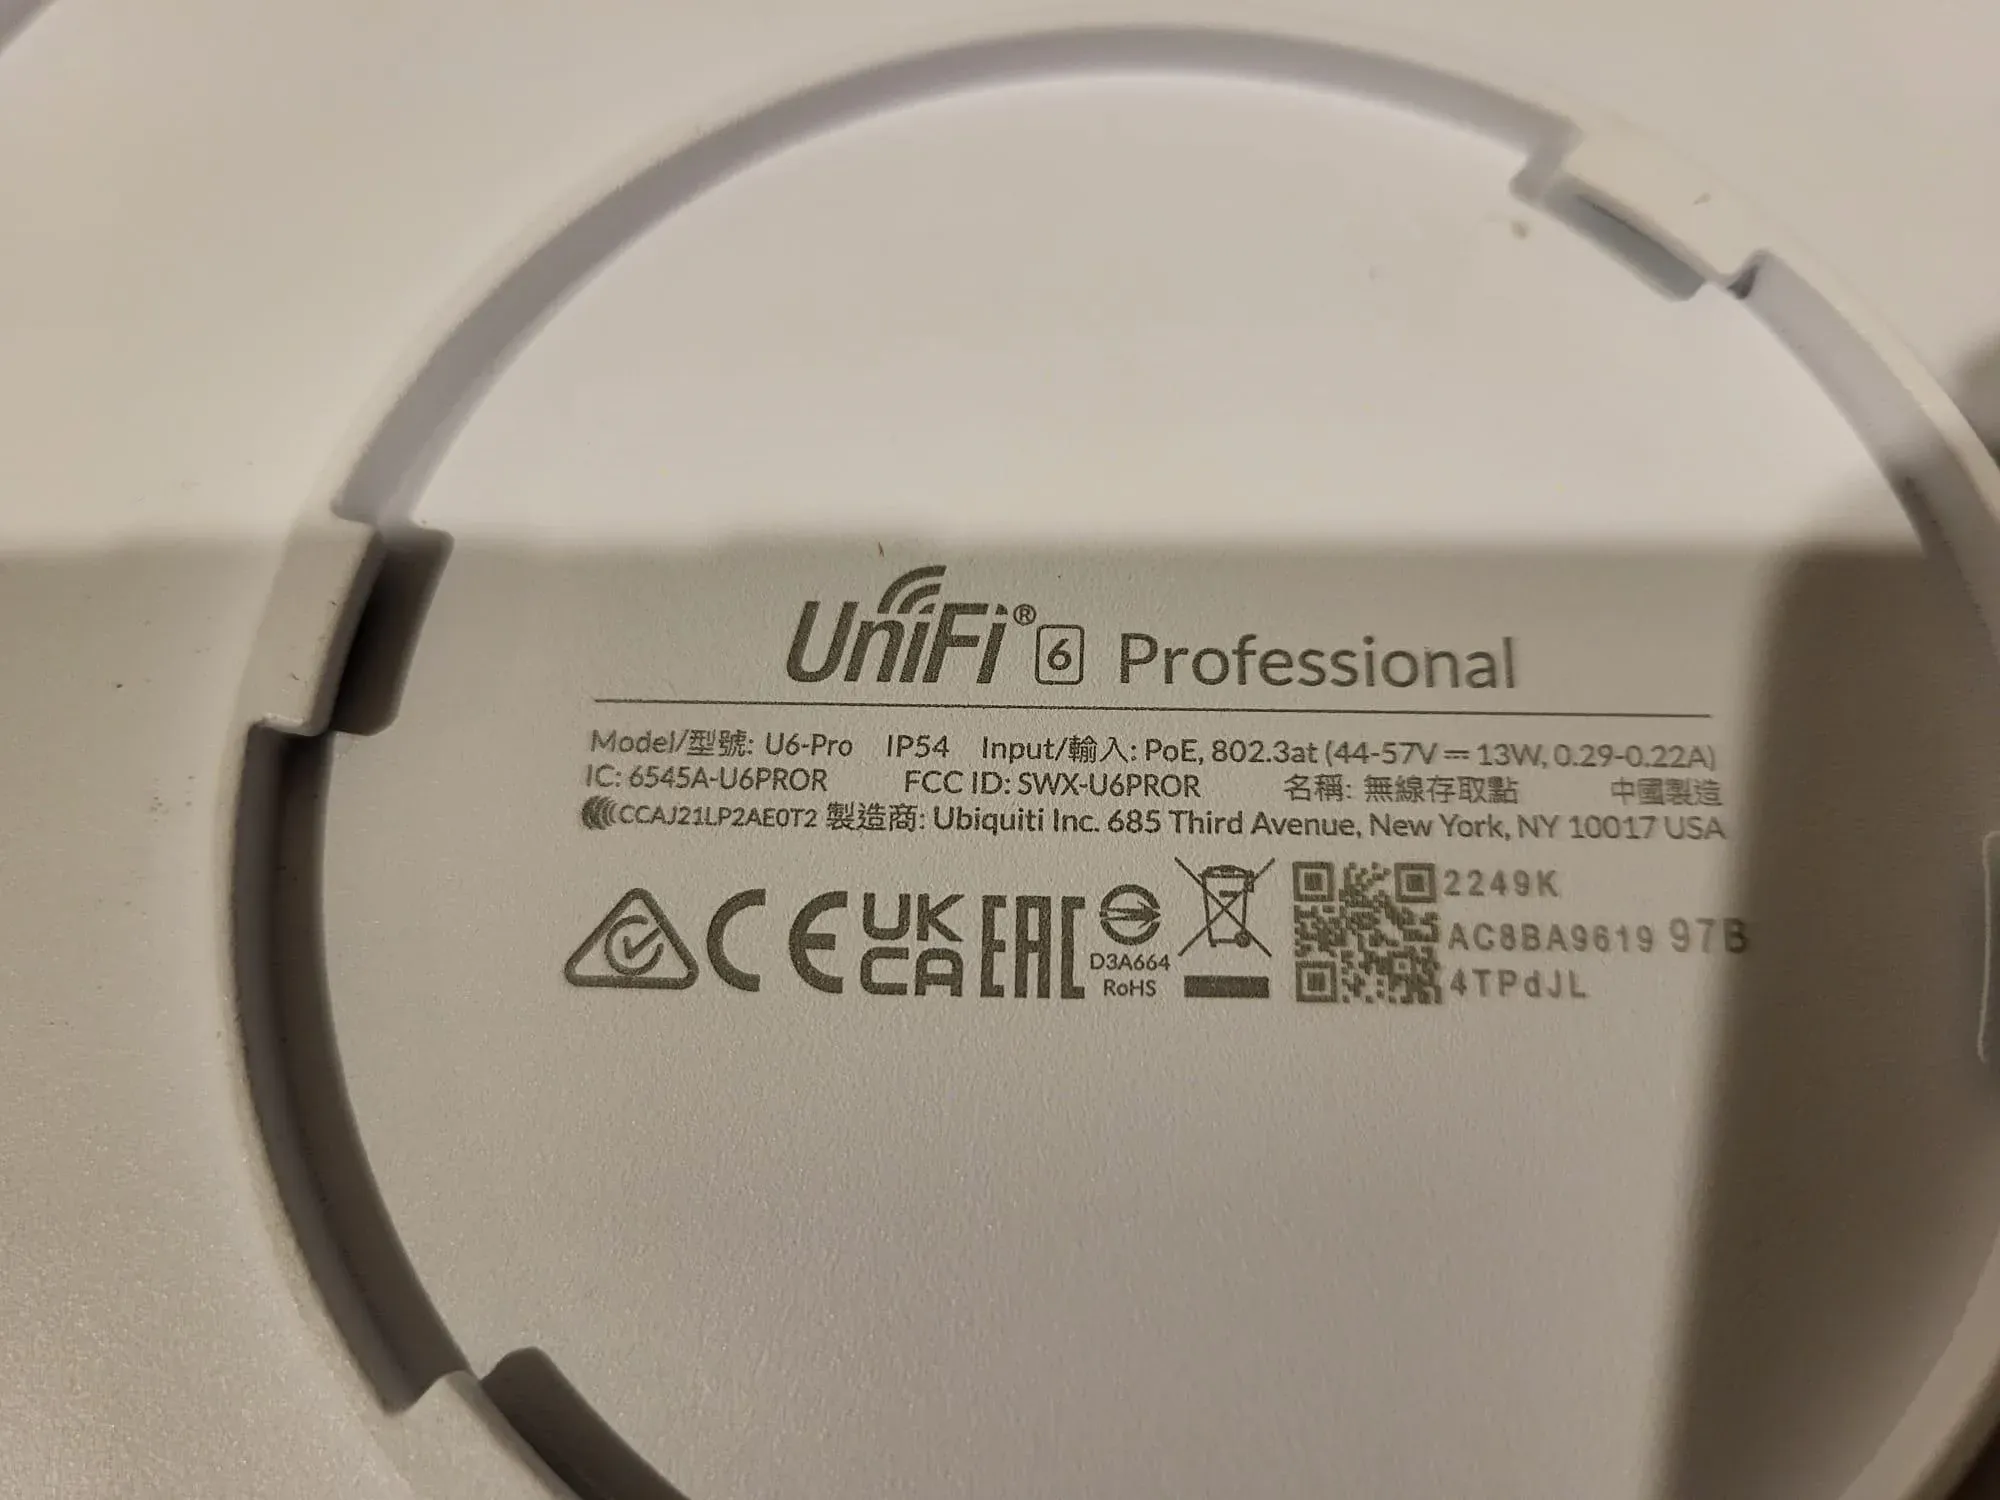 UniFi® 6 Professional
Model/型號: U6-Pro IP54 Input/輸入: PoE, 802.3at (44-57V⎓13W, 0.29-0.22A)
IC: 6545A-U6PROR FCC ID: SWX-U6PROR 名稱: 無線存取點 中國製造
CCAJ21LP2AE0T2 製造商: Ubiquiti Inc. 685 Third Avenue, New York, NY 10017 USA
CE UK CA EAC
D3A664
RoHS
2249K
AC8BA961997B
4TPdJL